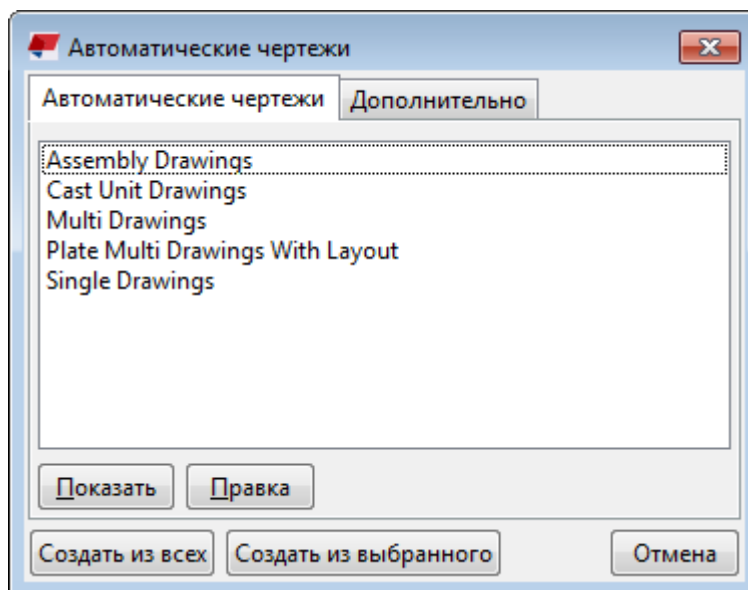 Автоматические чертежи
Автоматические чертежи Дополнительно
Assembly Drawings
Cast Unit Drawings
Multi Drawings
Plate Multi Drawings With Layout
Single Drawings
Показать Правка
Создать из всех Создать из выбранного Отмена